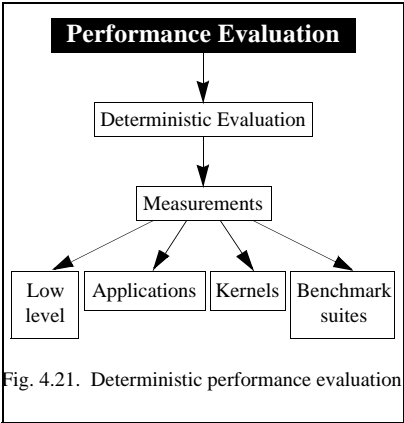 Performance Evaluation
Deterministic Evaluation
Measurements
Low level
Applications
Kernels
Benchmark suites
Fig. 4.21. Deterministic performance evaluation